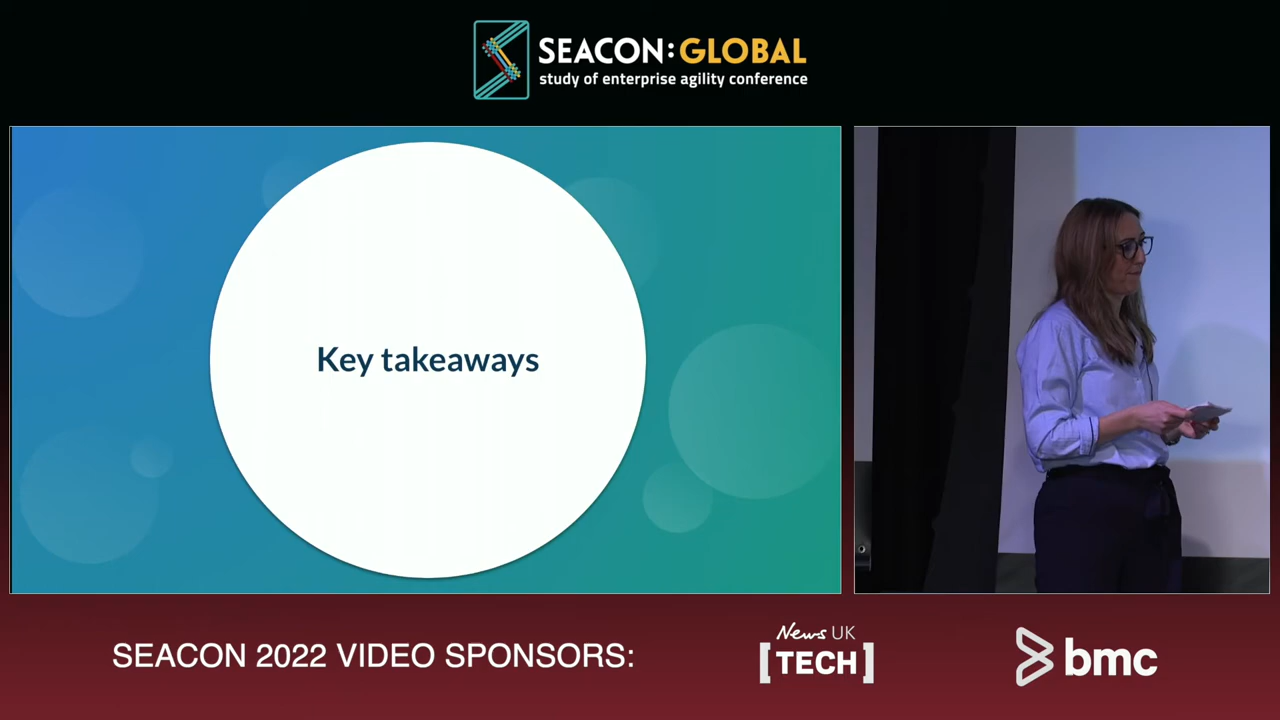 SEACON:GLOBAL
study of enterprise agility conference
Key takeaways
SEACON 2022 VIDEO SPONSORS:
News UK
[TECH]
bmc